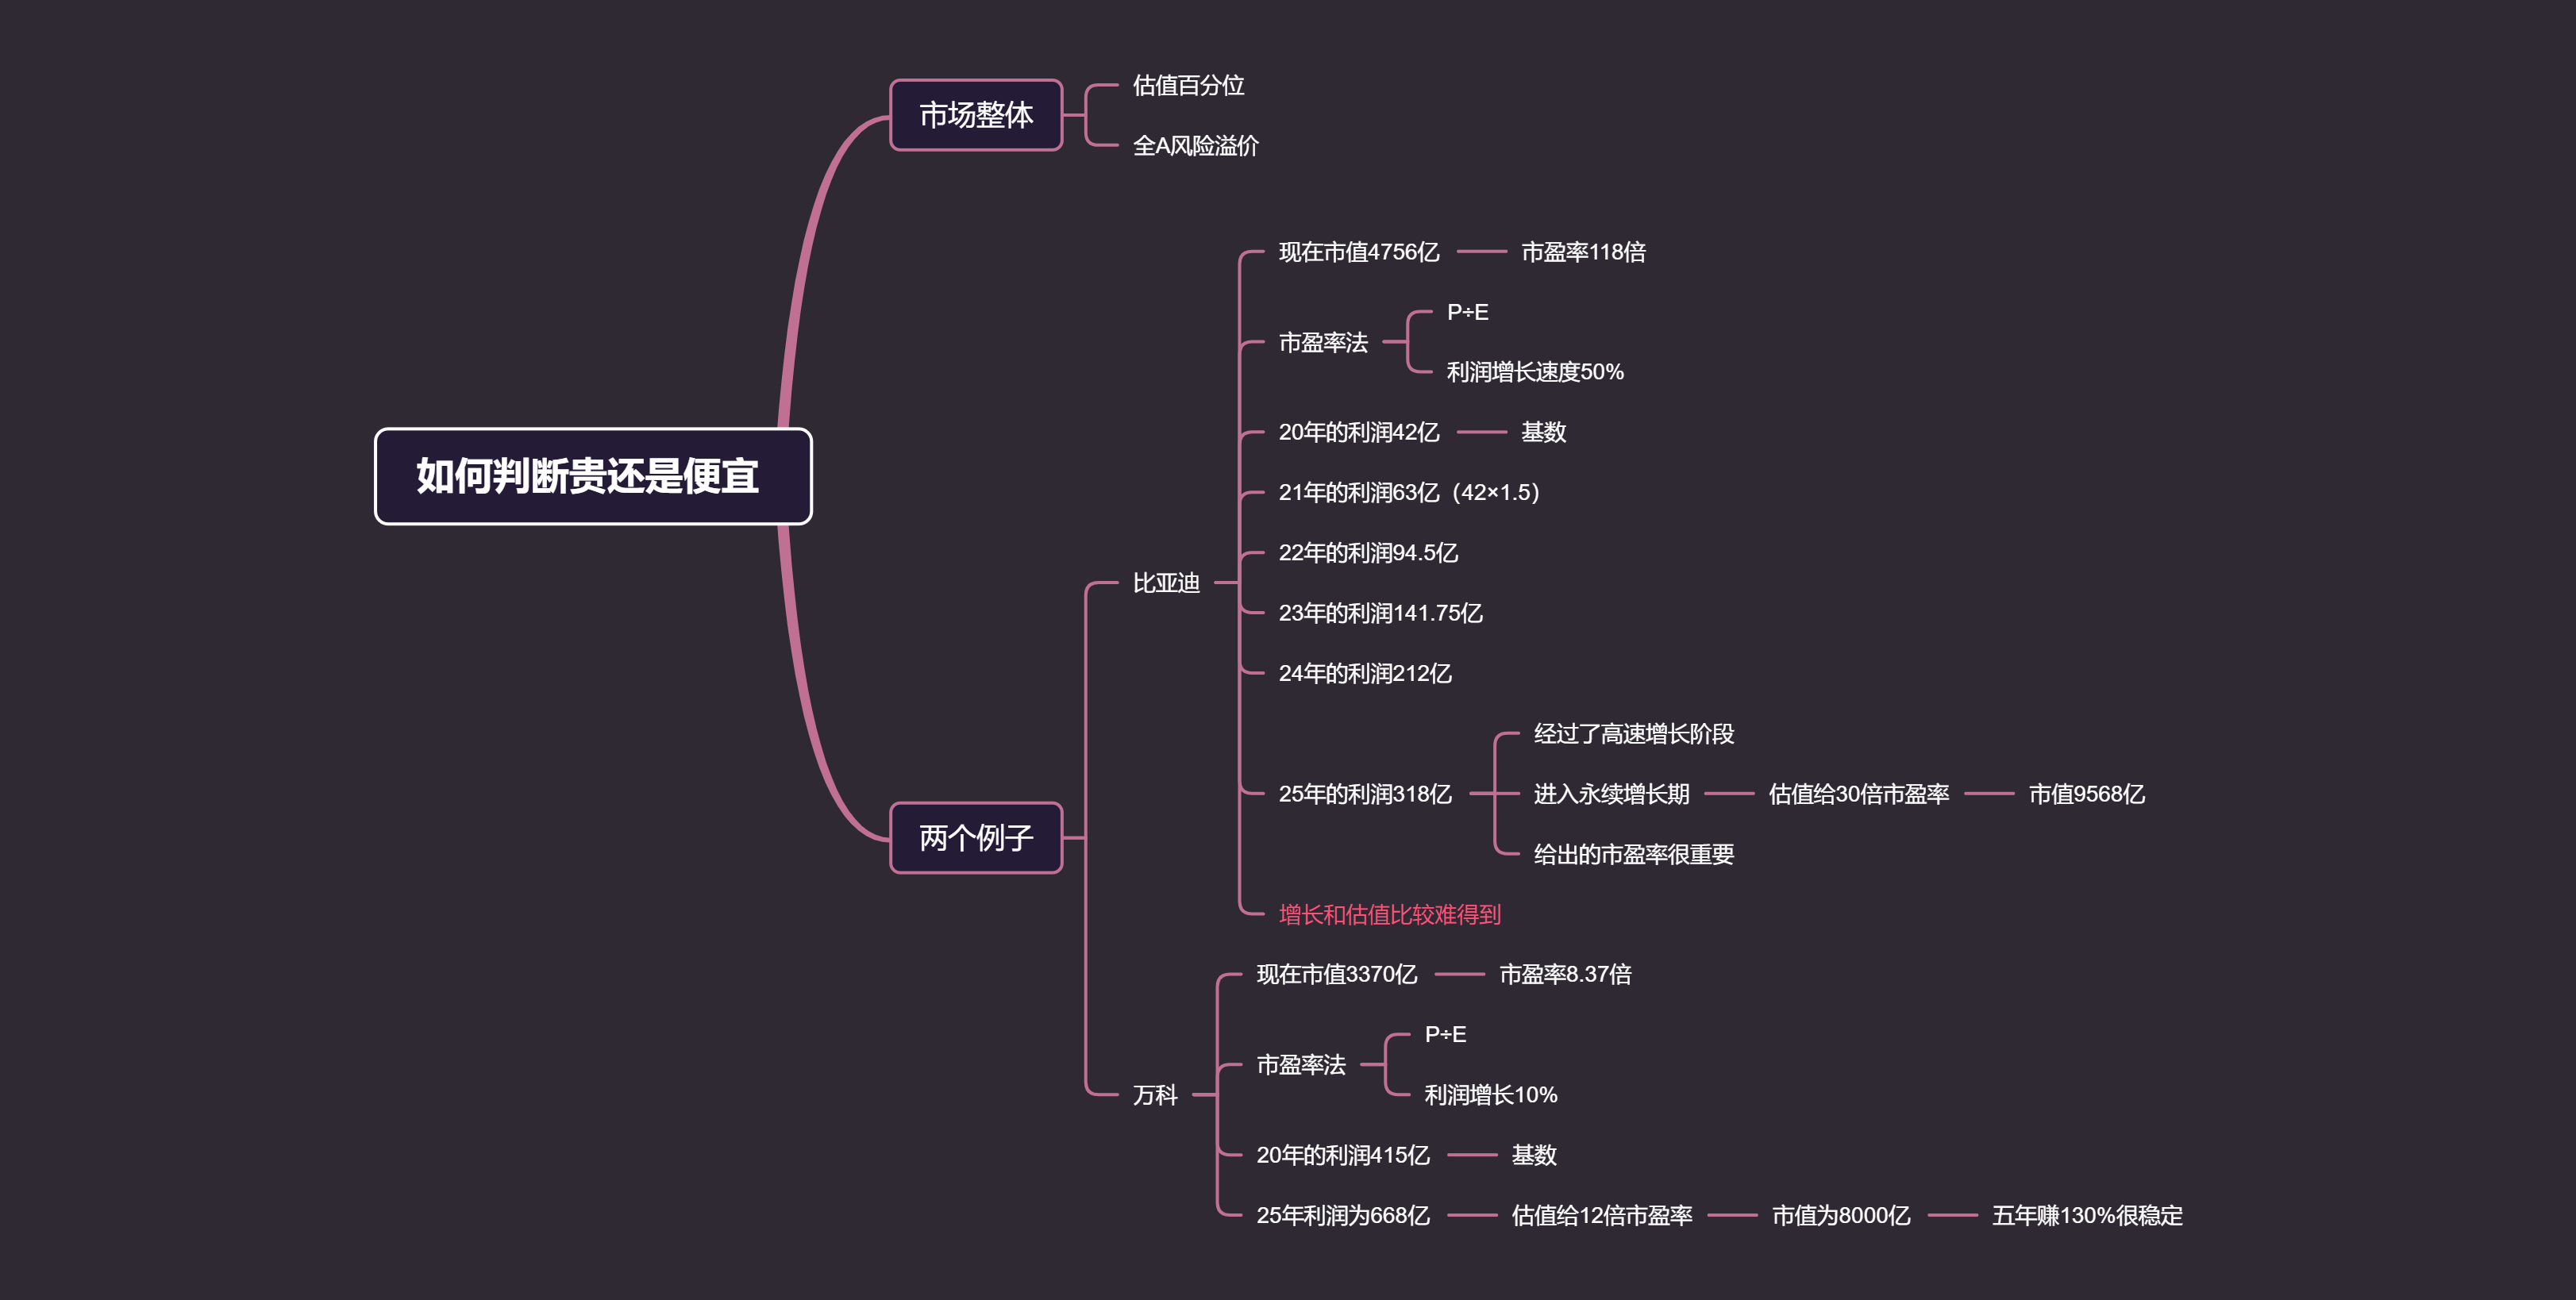 如何判断贵还是便宜
市场整体
估值百分位
全A风险溢价
两个例子
比亚迪
现在市值4756亿
市盈率118倍
市盈率法
P÷E
利润增长速度50%
20年的利润42亿
基数
21年的利润63亿（42×1.5）
22年的利润94.5亿
23年的利润141.75亿
24年的利润212亿
25年的利润318亿
经过了高速增长阶段
进入永续增长期
估值给30倍市盈率
市值9568亿
给出的市盈率很重要
增长和估值比较难得到
万科
现在市值3370亿
市盈率8.37倍
市盈率法
P÷E
利润增长10%
20年的利润415亿
基数
25年利润为668亿
估值给12倍市盈率
市值为8000亿
五年赚130%很稳定